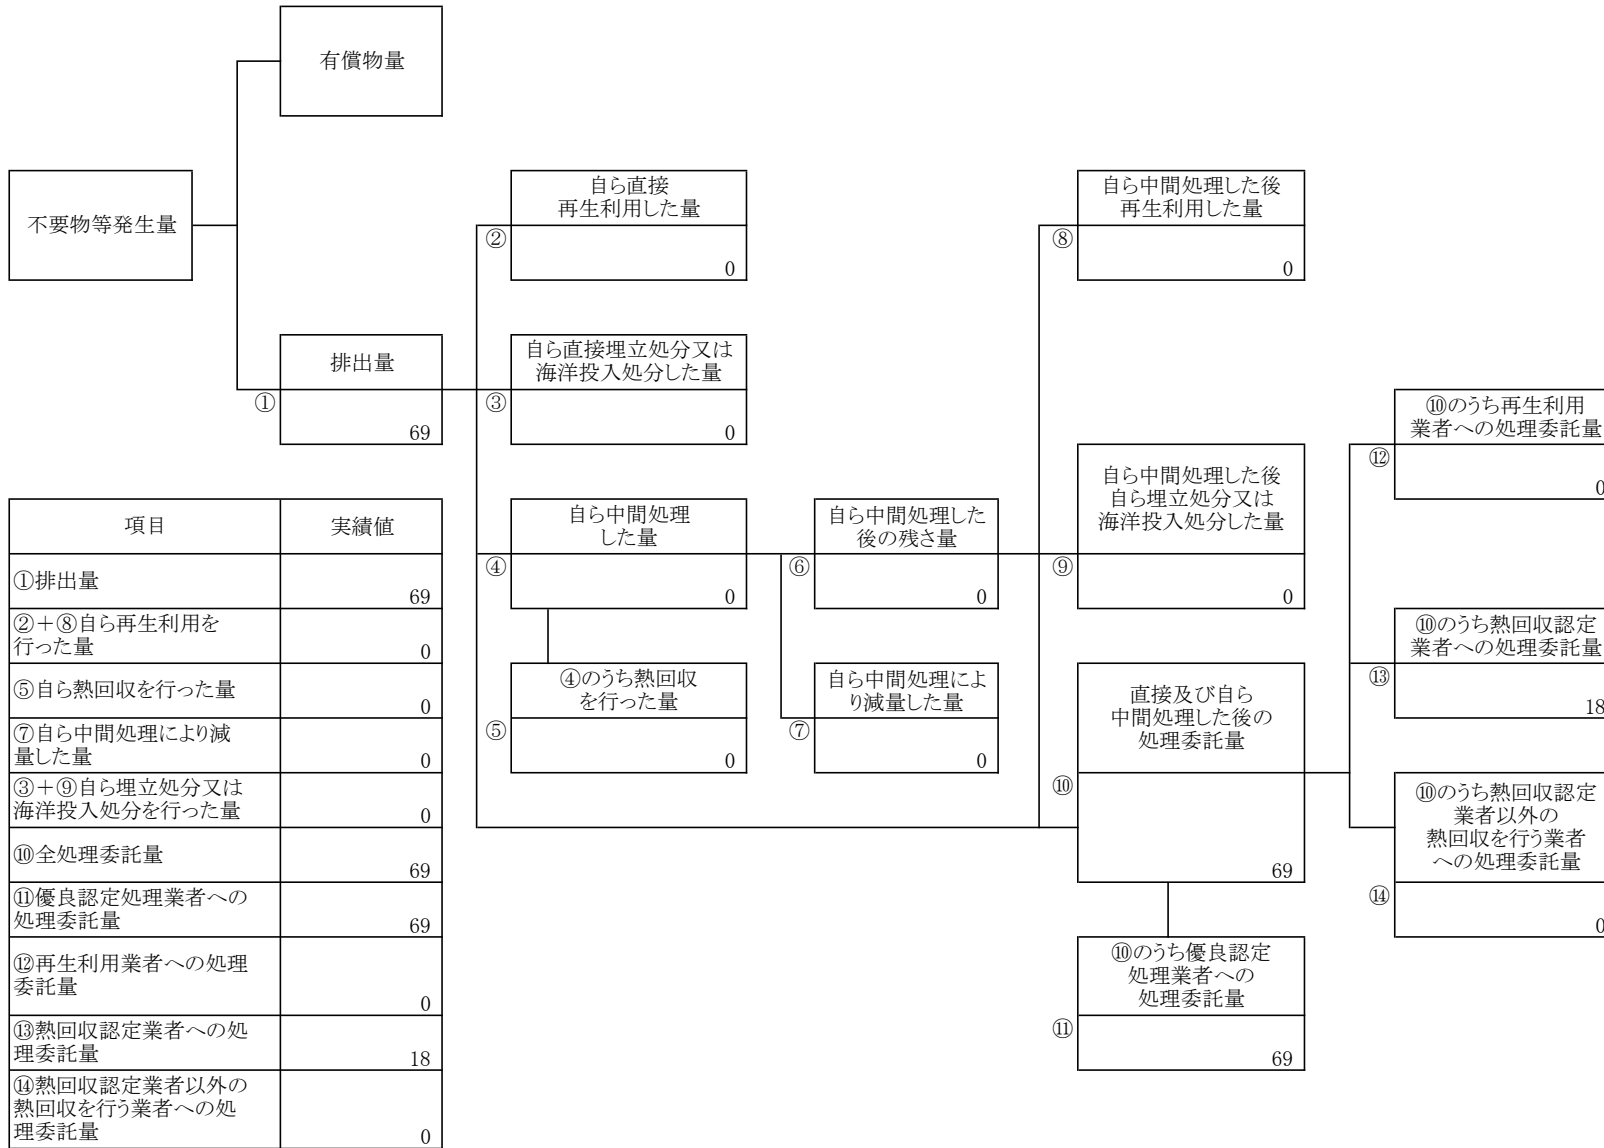 有償物量
不要物等発生量
自ら直接
再生利用した量
②
0
自ら中間処理した後
再生利用した量
⑧
0
排出量
①
69
自ら直接埋立処分又は
海洋投入処分した量
③
0
⑩のうち再生利用
業者への処理委託量
⑫
0
自ら中間処理
した量
④
0
自ら中間処理した
後の残さ量
⑥
0
自ら中間処理した後
自ら埋立処分又は
海洋投入処分した量
⑨
0
⑩のうち熱回収認定
業者への処理委託量
⑬
18
④のうち熱回収
を行った量
⑤
0
自ら中間処理によ
り減量した量
⑦
0
直接及び自ら
中間処理した後の
処理委託量
⑩
69
⑩のうち熱回収認定
業者以外の
熱回収を行う業者
への処理委託量
⑭
0
⑩のうち優良認定
処理業者への
処理委託量
⑪
69
項目
実績値
①排出量
69
②+⑧自ら再生利用を
行った量
0
⑤自ら熱回収を行った量
0
⑦自ら中間処理により減
量した量
0
③+⑨自ら埋立処分又は
海洋投入処分を行った量
0
⑩全処理委託量
69
⑪優良認定処理業者への
処理委託量
69
⑫再生利用業者への処理
委託量
0
⑬熱回収認定業者への処
理委託量
18
⑭熱回収認定業者以外の
熱回収を行う業者への処
理委託量
0